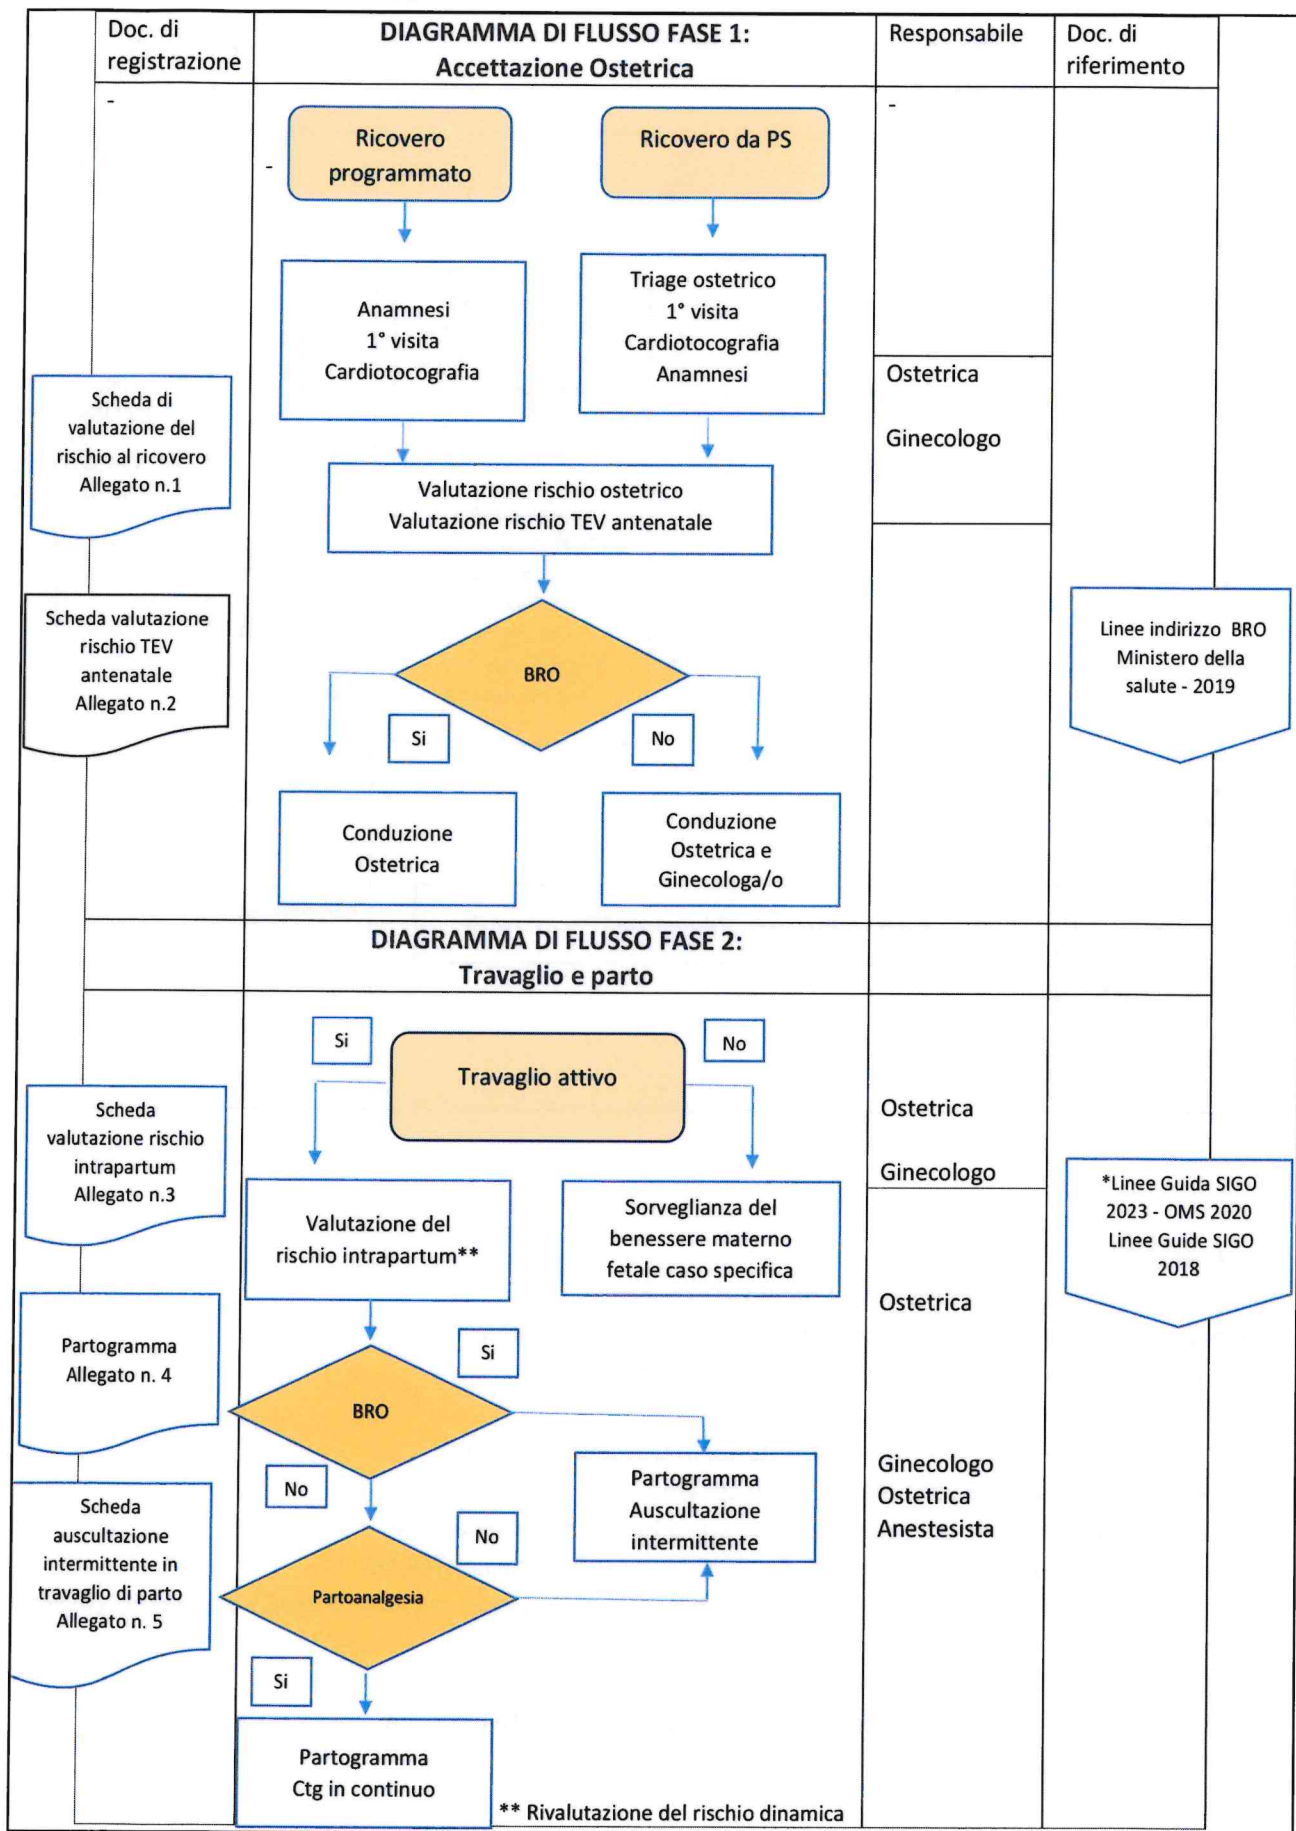 Doc. di
registrazione
DIAGRAMMA DI FLUSSO FASE 1:
Accettazione Ostetrica
Responsabile
Doc. di
riferimento
-
-
-
Ricovero
programmato
Ricovero da PS
Anamnesi
1° visita
Cardiotocografia
Triage ostetrico
1° visita
Cardiotocografia
Anamnesi
Ostetrica
Ginecologo
Scheda di
valutazione del
rischio al ricovero
Allegato n.1
Valutazione rischio ostetrico
Valutazione rischio TEV antenatale
Scheda valutazione
rischio TEV
antenatale
Allegato n.2
BRO
Si
No
Linee indirizzo BRO
Ministero della
salute - 2019
Conduzione
Ostetrica
Conduzione
Ostetrica e
Ginecologa/o
DIAGRAMMA DI FLUSSO FASE 2:
Travaglio e parto
Si
Travaglio attivo
No
Scheda
valutazione rischio
intrapartum
Allegato n.3
Ostetrica
Ginecologo
Valutazione del
rischio intrapartum**
Sorveglianza del
benessere materno
fetale caso specifica
*Linee Guida SIGO
2023 - OMS 2020
Linee Guide SIGO
2018
Ostetrica
Partogramma
Allegato n. 4
Si
BRO
No
Partogramma
Auscultazione
intermittente
Ginecologo
Ostetrica
Anestesista
Scheda
auscultazione
intermittente in
travaglio di parto
Allegato n. 5
No
Partoanalgesia
Si
Partogramma
Ctg in continuo
** Rivalutazione del rischio dinamica